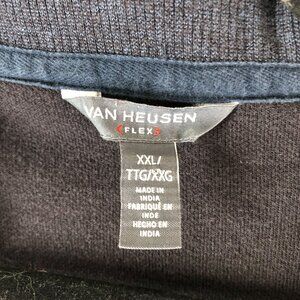 VAN HEUSEN
FLEX
XXL/
TTG/XXG
MADE IN
INDIA
FABRIQUÉ EN
INDE
HECHO EN
INDIA